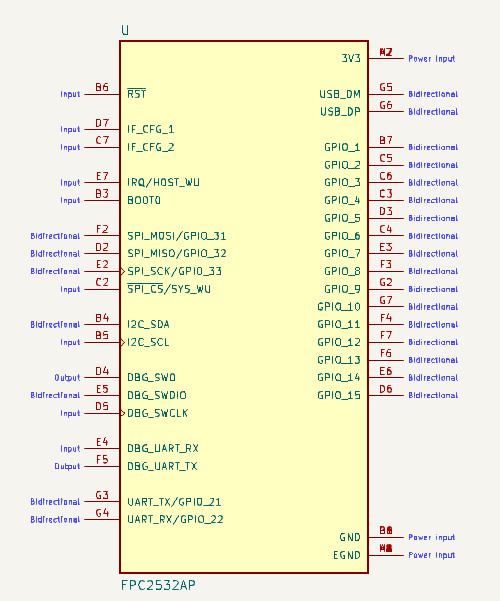 U
3V3 Power input
Input B6 RST USB_DM G5 Bidirectional
USB_DP G6 Bidirectional
Input D7 IF_CFG_1
Input C7 IF_CFG_2 GPIO_1 B7 Bidirectional
GPIO_2 C5 Bidirectional
Input E7 IRQ/HOST_WU GPIO_3 C6 Bidirectional
Input B3 BOOT0 GPIO_4 C3 Bidirectional
GPIO_5 D3 Bidirectional
Bidirectional F2 SPI_MOSI/GPIO_31 GPIO_6 C4 Bidirectional
Bidirectional D2 SPI_MISO/GPIO_32 GPIO_7 E3 Bidirectional
Bidirectional E2 SPI_SCK/GPIO_33 GPIO_8 F3 Bidirectional
Input C2 SPI_CS/SYS_WU GPIO_9 G2 Bidirectional
GPIO_10 G7 Bidirectional
Bidirectional B4 I2C_SDA GPIO_11 F4 Bidirectional
Input B5 I2C_SCL GPIO_12 F7 Bidirectional
GPIO_13 F6 Bidirectional
Output D4 DBG_SWO GPIO_14 E6 Bidirectional
Bidirectional E5 DBG_SWDIO GPIO_15 D6 Bidirectional
Input D5 DBG_SWCLK
Input E4 DBG_UART_RX
Output F5 DBG_UART_TX
Bidirectional G3 UART_TX/GPIO_21
Bidirectional G4 UART_RX/GPIO_22
GND Power input
EGND Power input
FPC2532AP